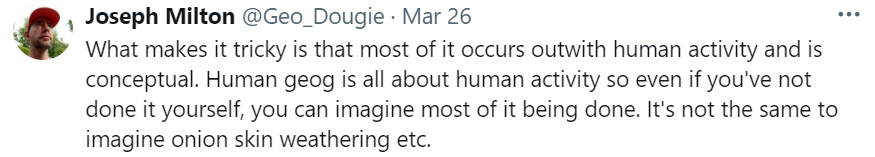 Joseph Milton @Geo_Dougie · Mar 26
What makes it tricky is that most of it occurs outwith human activity and is
conceptual. Human geog is all about human activity so even if you've not
done it yourself, you can imagine most of it being done. It's not the same to
imagine onion skin weathering etc.